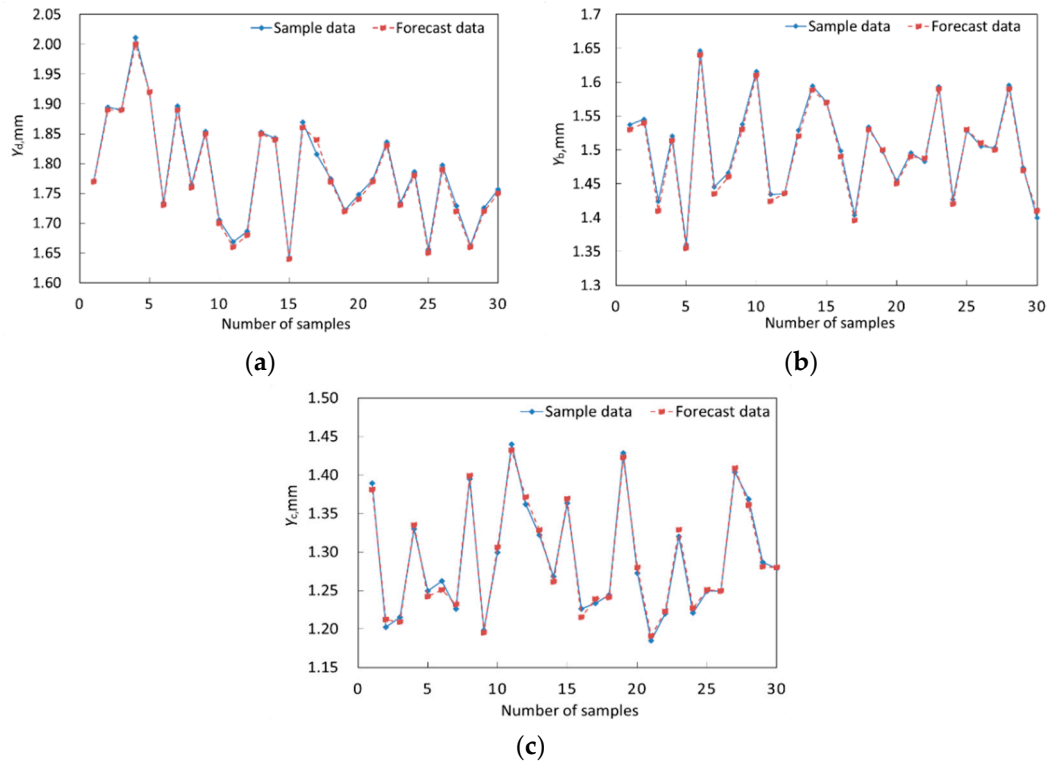 2.05
2.00
1.95
1.90
1.85
1.80
1.75
1.70
1.65
1.60
Yd,mm
Sample data Forecast data
0 5 10 15 20 25 30
Number of samples
(a)
1.7
1.65
1.6
1.55
1.5
1.45
1.4
1.35
1.3
Yb,mm
Sample data Forecast data
0 5 10 15 20 25 30
Number of samples
(b)
1.50
1.45
1.40
1.35
1.30
1.25
1.20
1.15
Yc,mm
Sample data Forecast data
0 5 10 15 20 25 30
Number of samples
(c)